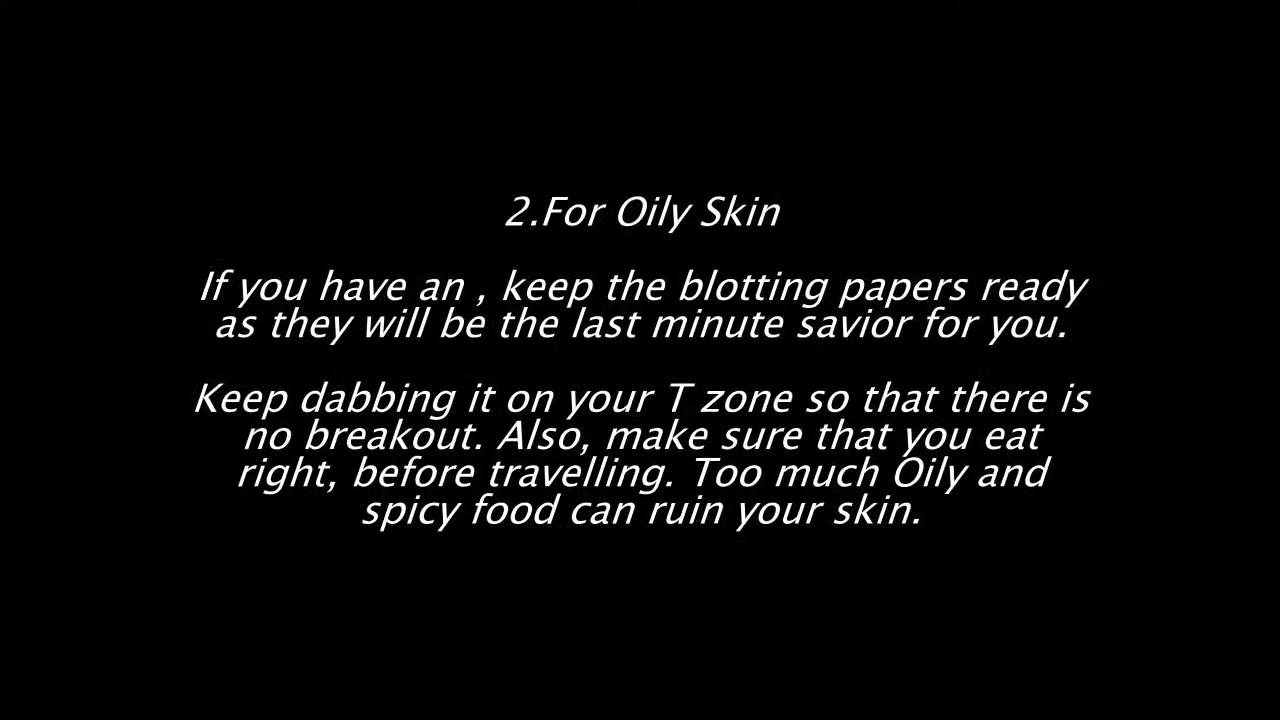 2.For Oily Skin
If you have an , keep the blotting papers ready
as they will be the last minute savior for you.
Keep dabbing it on your T zone so that there is
no breakout. Also, make sure that you eat
right, before travelling. Too much Oily and
spicy food can ruin your skin.